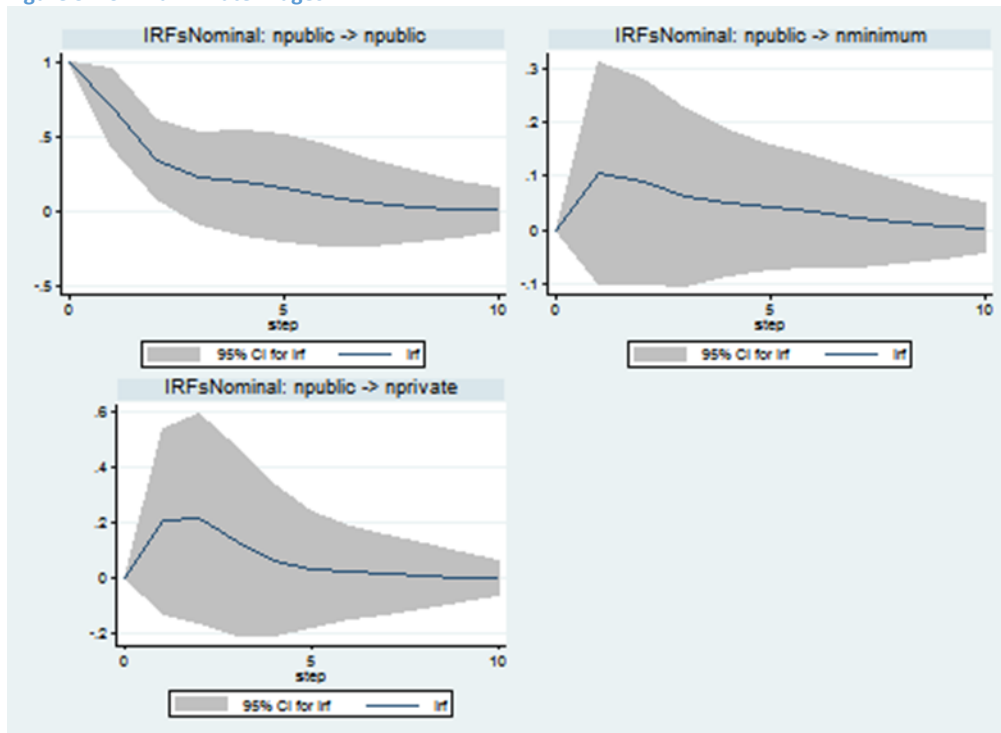 IRFsNominal: npublic -> npublic
1
.5
0
-.5
0 5 10
step
95% CI for irf irf
IRFsNominal: npublic -> nminimum
.3
.2
.1
0
-.1
0 5 10
step
95% CI for irf irf
IRFsNominal: npublic -> nprivate
.6
.4
.2
0
-.2
0 5 10
step
95% CI for irf irf